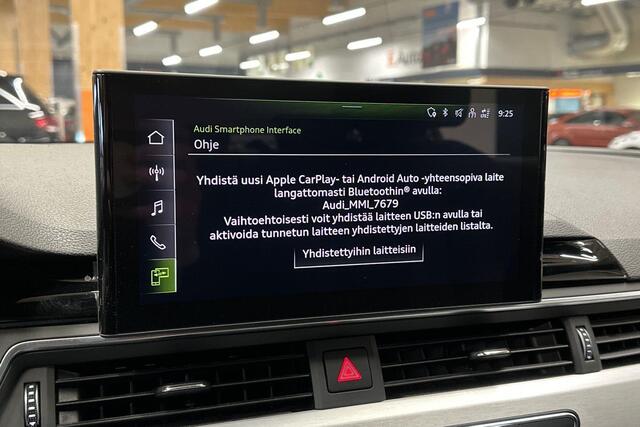 9:25
Audi Smartphone Interface
Ohje
Yhdistä uusi Apple CarPlay- tai Android Auto -yhteensopiva laite
langattomasti Bluetoothin® avulla:
Audi_MMI_7679
Vaihtoehtoisesti voit yhdistää laitteen USB:n avulla tai
aktivoida tunnetun laitteen yhdistettyjen laitteiden listalta.
Yhdistettyihin laitteisiin